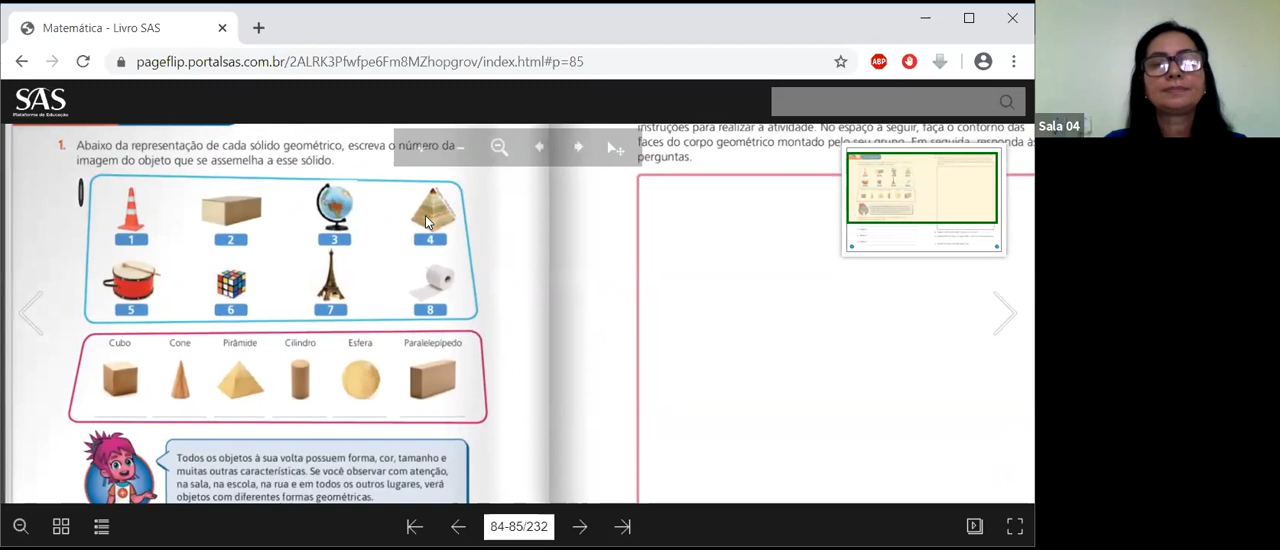 Matemática - Livro SAS
pageflip.portalsas.com.br/2ALRK3Pfwfpe6Fm8MZhopgrov/index.html#p=85
ABP
SAS
Plataforma de Educação
Sala 04
1. Abaixo da representação de cada sólido geométrico, escreva o número da
imagem do objeto que se assemelha a esse sólido.
1 2 3 4
5 6 7 8
Cubo Cone Pirâmide Cilindro Esfera Paralelepípedo
Todos os objetos à sua volta possuem forma, cor, tamanho e
muitas outras características. Se você observar com atenção,
na sala, na escola, na rua e em todos os outros lugares, verá
objetos com diferentes formas geométricas.
instruções para realizar a atividade. No espaço a seguir, faça o contorno das
faces do corpo geométrico montado pelo seu grupo. Em seguida, responda às
perguntas.
84-85/232